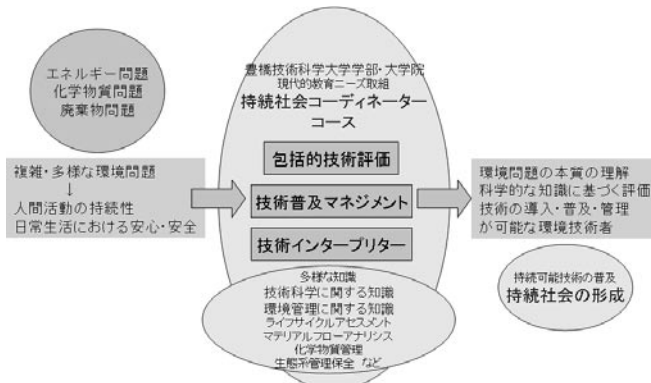 エネルギー問題
化学物質問題
廃棄物問題
複雑・多様な環境問題
↓
人間活動の持続性
日常生活における安心・安全
豊橋技術科学大学学部・大学院
現代的教育ニーズ取組
持続社会コーディネーター
コース
包括的技術評価
技術普及マネジメント
技術インタープリター
多様な知識
技術科学に関する知識
環境管理に関する知識
ライフサイクルアセスメント
マテリアルフローアナリシス
化学物質管理
生態系管理保全 など
環境問題の本質の理解
科学的な知識に基づく評価
技術の導入・普及・管理
が可能な環境技術者
持続可能技術の普及
持続社会の形成